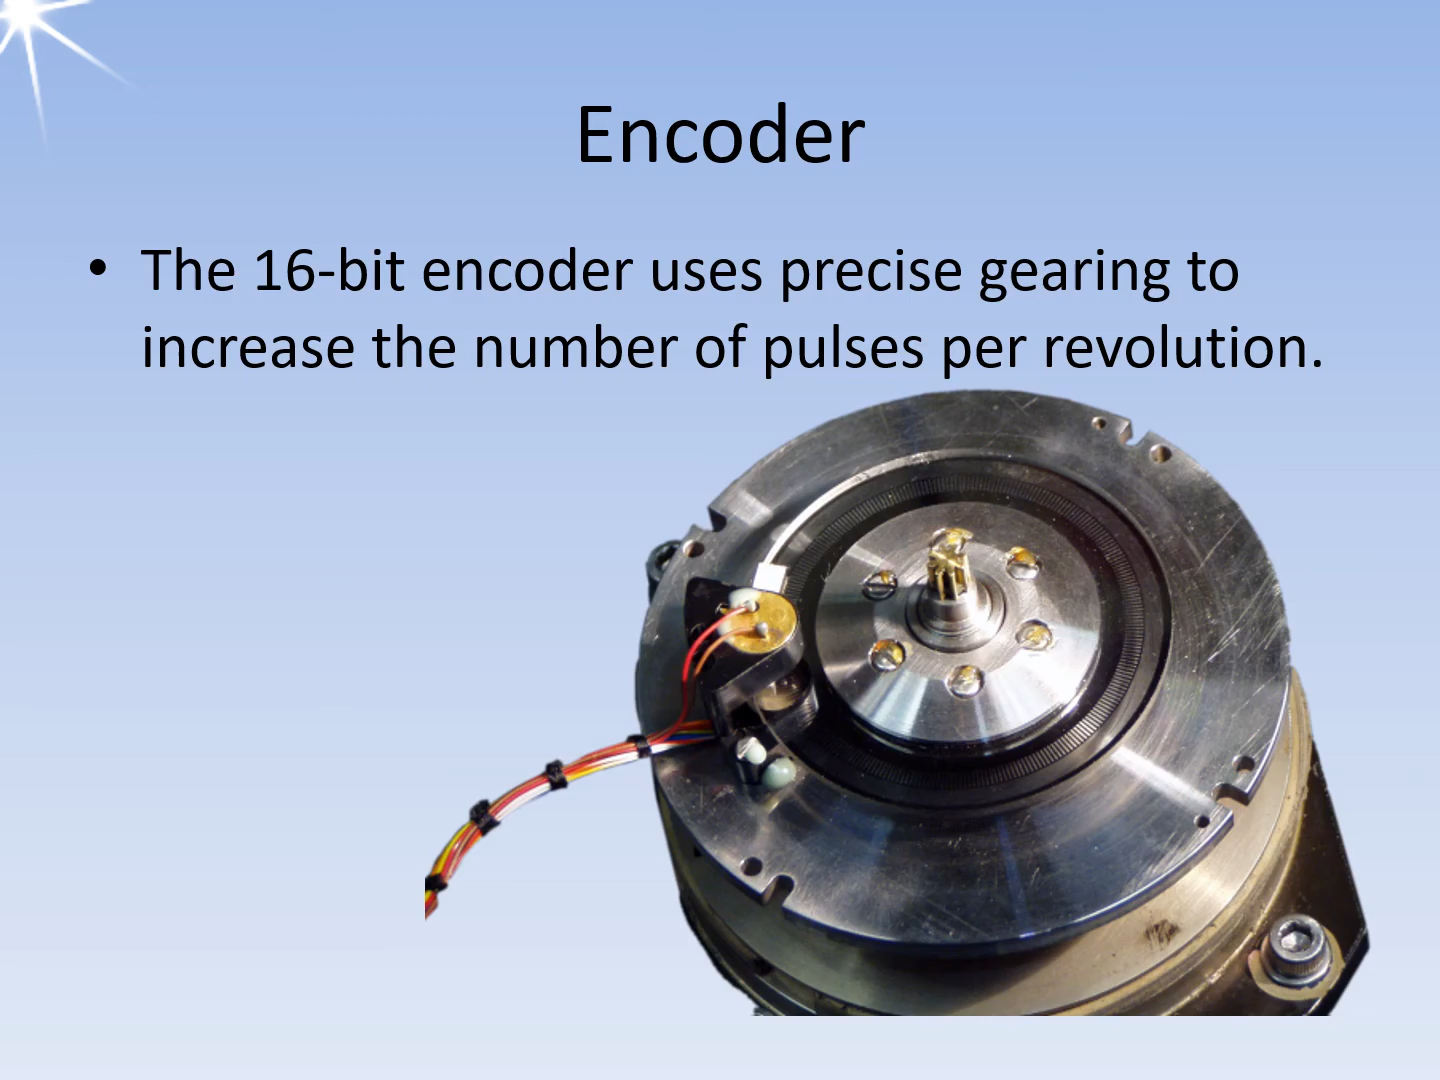 Encoder
• The 16-bit encoder uses precise gearing to
increase the number of pulses per revolution.